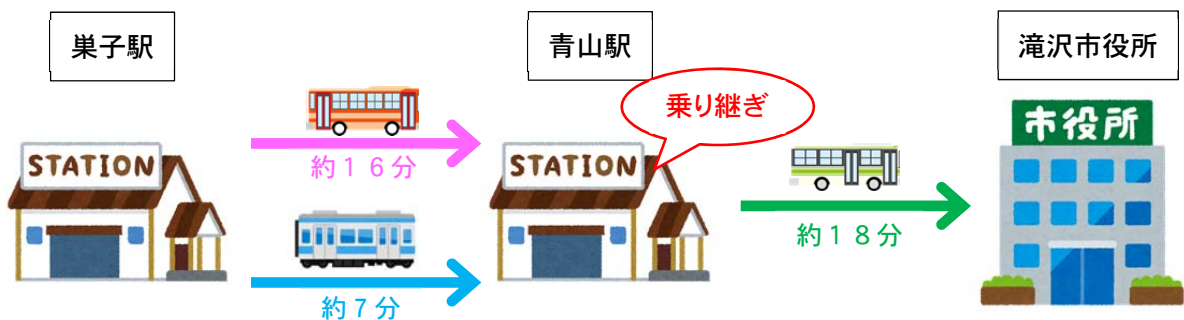 巣子駅
青山駅
滝沢市役所
乗り継ぎ
市役所
STATION
約１６分
STATION
約１８分
約７分